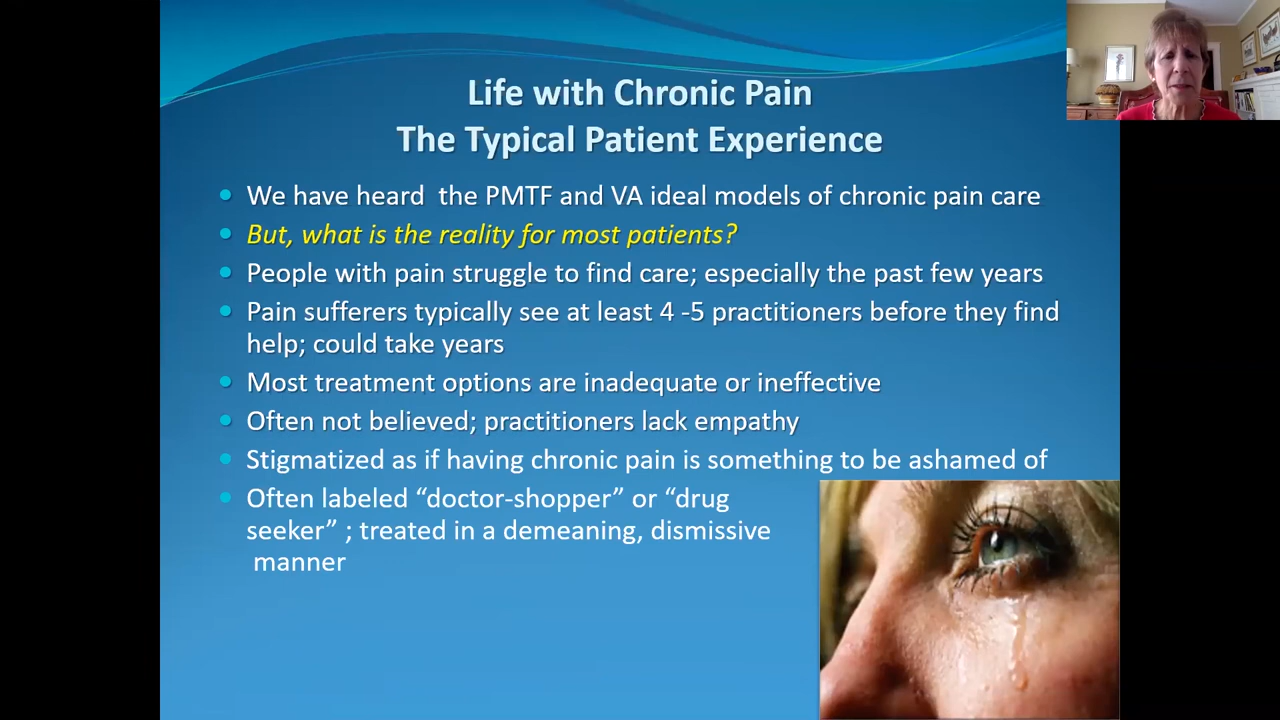 Life with Chronic Pain
The Typical Patient Experience
We have heard  the PMTF and VA ideal models of chronic pain care
But, what is the reality for most patients?
People with pain struggle to find care; especially the past few years
Pain sufferers typically see at least 4 -5 practitioners before they find
help; could take years
Most treatment options are inadequate or ineffective
Often not believed; practitioners lack empathy
Stigmatized as if having chronic pain is something to be ashamed of
Often labeled “doctor-shopper” or “drug
seeker” ; treated in a demeaning, dismissive
manner